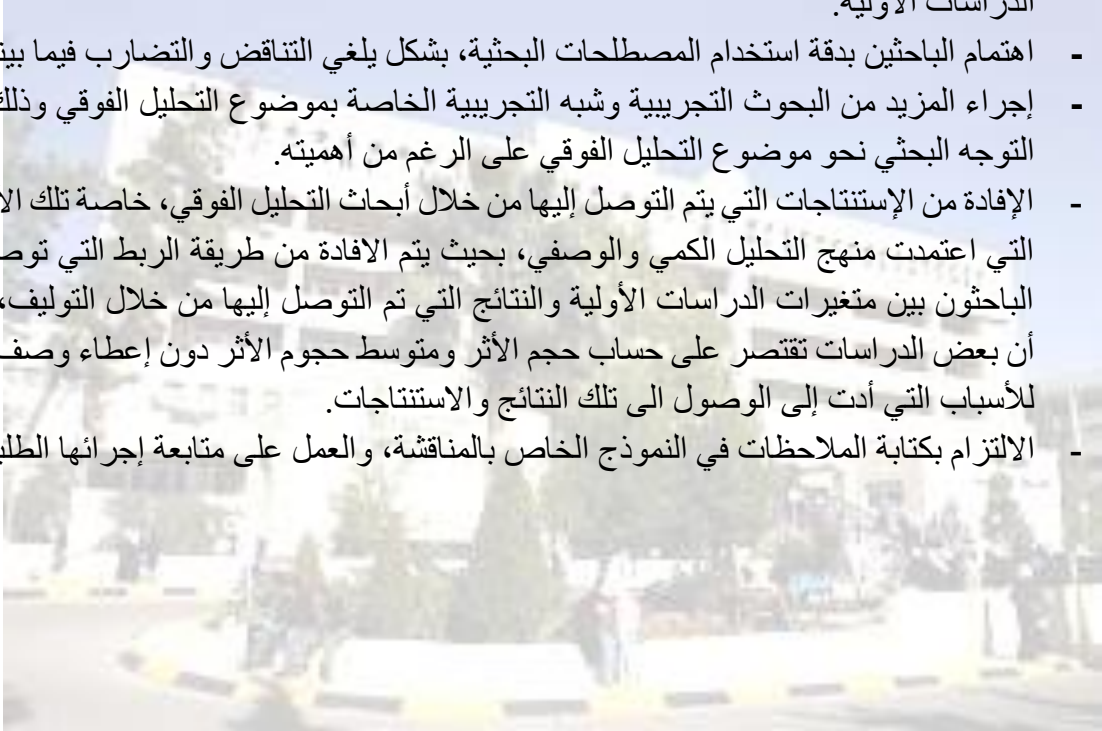 الدراسات الأولية.
- اهتمام الباحثين بدقة استخدام المصطلحات البحثية، بشكل يلغي التناقض والتضارب فيما
- إجراء المزيد من البحوث التجريبية وشبه التجريبية الخاصة بموضوع التحليل الفوقي وذلك
التوجه البحثي نحو موضوع التحليل الفوقي على الرغم من أهميته.
- الإفادة من الإستنتاجات التي يتم التوصل إليها من خلال أبحاث التحليل الفوقي، خاصة تلك
التي اعتمدت منهج التحليل الكمي والوصفي، بحيث يتم الافادة من طريقة الربط التي
الباحثون بين متغيرات الدراسات الأولية والنتائج التي تم التوصل إليها من خلال التوليف،
أن بعض الدراسات تقتصر على حساب حجم الأثر ومتوسط حجوم الأثر دون إعطاء وصف
للأسباب التي أدت إلى الوصول الى تلك النتائج والاستنتاجات.
- الالتزام بكتابة الملاحظات في النموذج الخاص بالمناقشة، والعمل على متابعة إجرائها